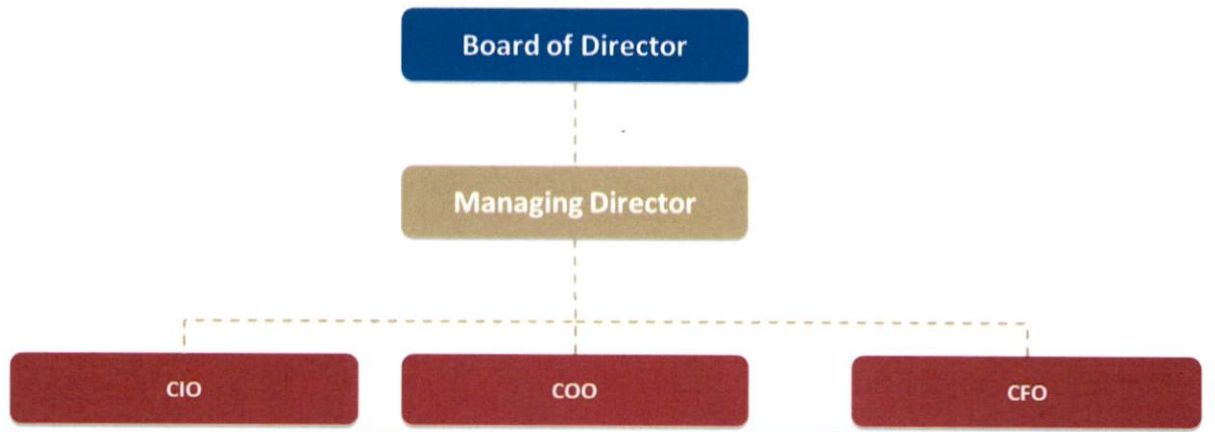 Board of Director
Managing Director
CIO
COO
CFO